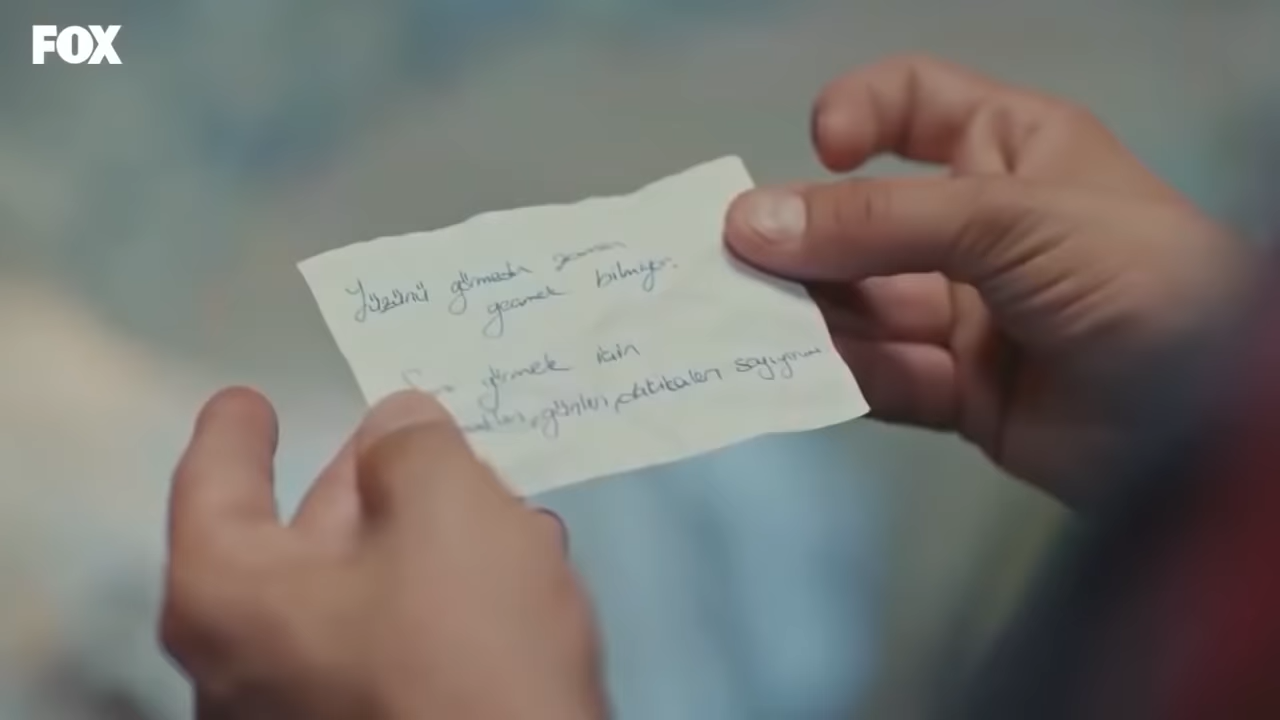 FOX
Yüzünü görmeden zaman
geçmek bilmiyor.
görmek için
günleri, dakikaları sayıyorum